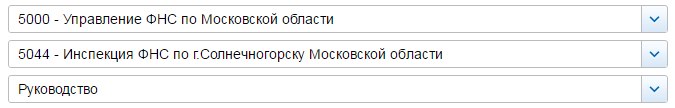 5000 - Управление ФНС по Московской области
5044 - Инспекция ФНС по г.Солнечногорску Московской области
Руководство